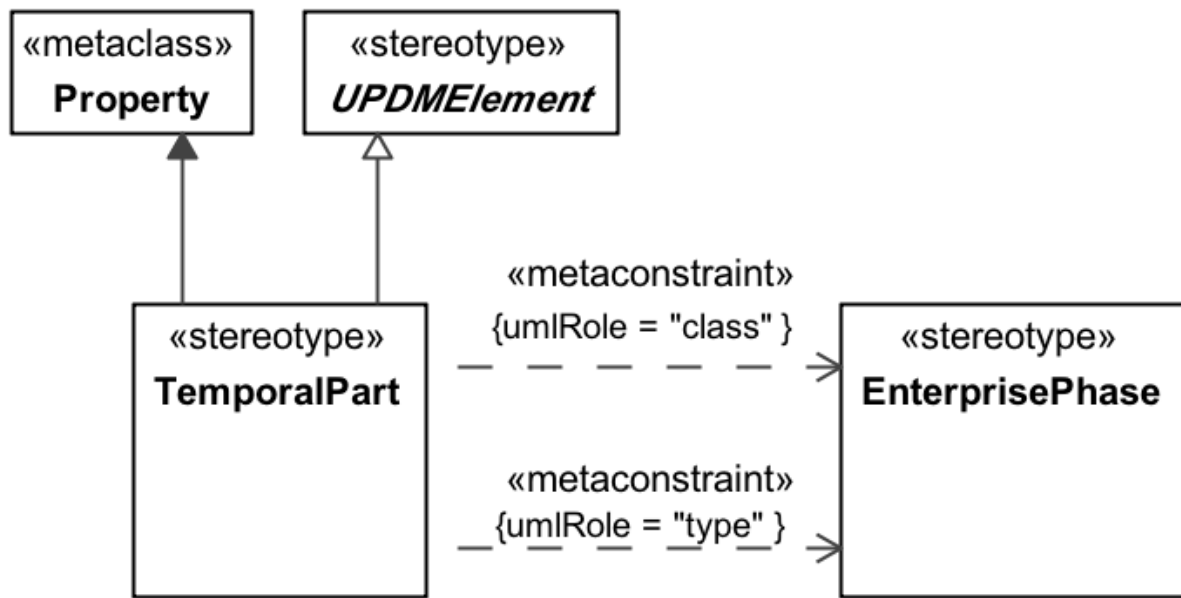 «metaclass»
Property
«stereotype»
UPDMElement
«metaconstraint»
{umlRole = "class" }
«stereotype»
TemporalPart
«stereotype»
EnterprisePhase
«metaconstraint»
{umlRole = "type" }